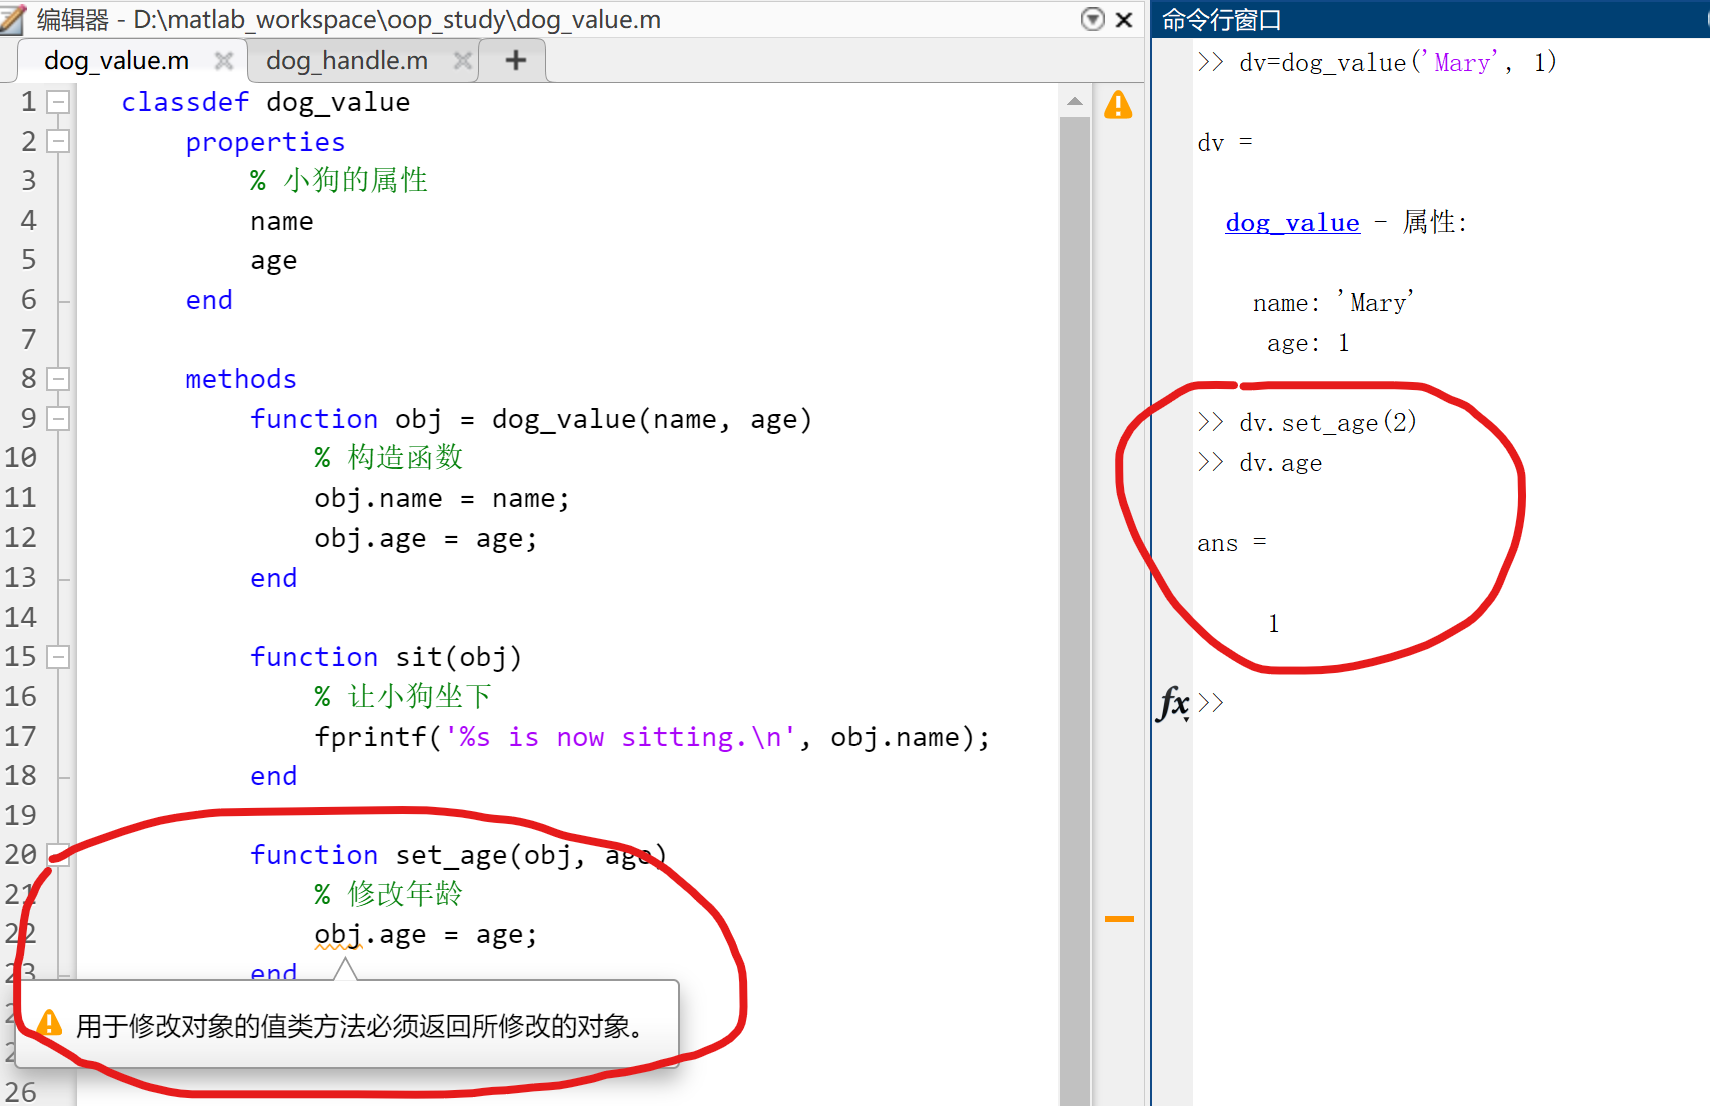 编辑器 - D:\matlab_workspace\oop_study\dog_value.m
dog_value.m
dog_handle.m
1 classdef dog_value
2 properties
3 % 小狗的属性
4 name
5 age
6 end
7
8 methods
9 function obj = dog_value(name, age)
10 % 构造函数
11 obj.name = name;
12 obj.age = age;
13 end
14
15 function sit(obj)
16 % 让小狗坐下
17 fprintf('%s is now sitting.\n', obj.name);
18 end
19
20 function set_age(obj, age)
21 % 修改年龄
22 obj.age = age;
23 end
用于修改对象的值类方法必须返回所修改的对象。
26
命令行窗口
>> dv=dog_value('Mary', 1)
dv =
dog_value - 属性:
name: 'Mary'
age: 1
>> dv.set_age(2)
>> dv.age
ans =
1
fx >>